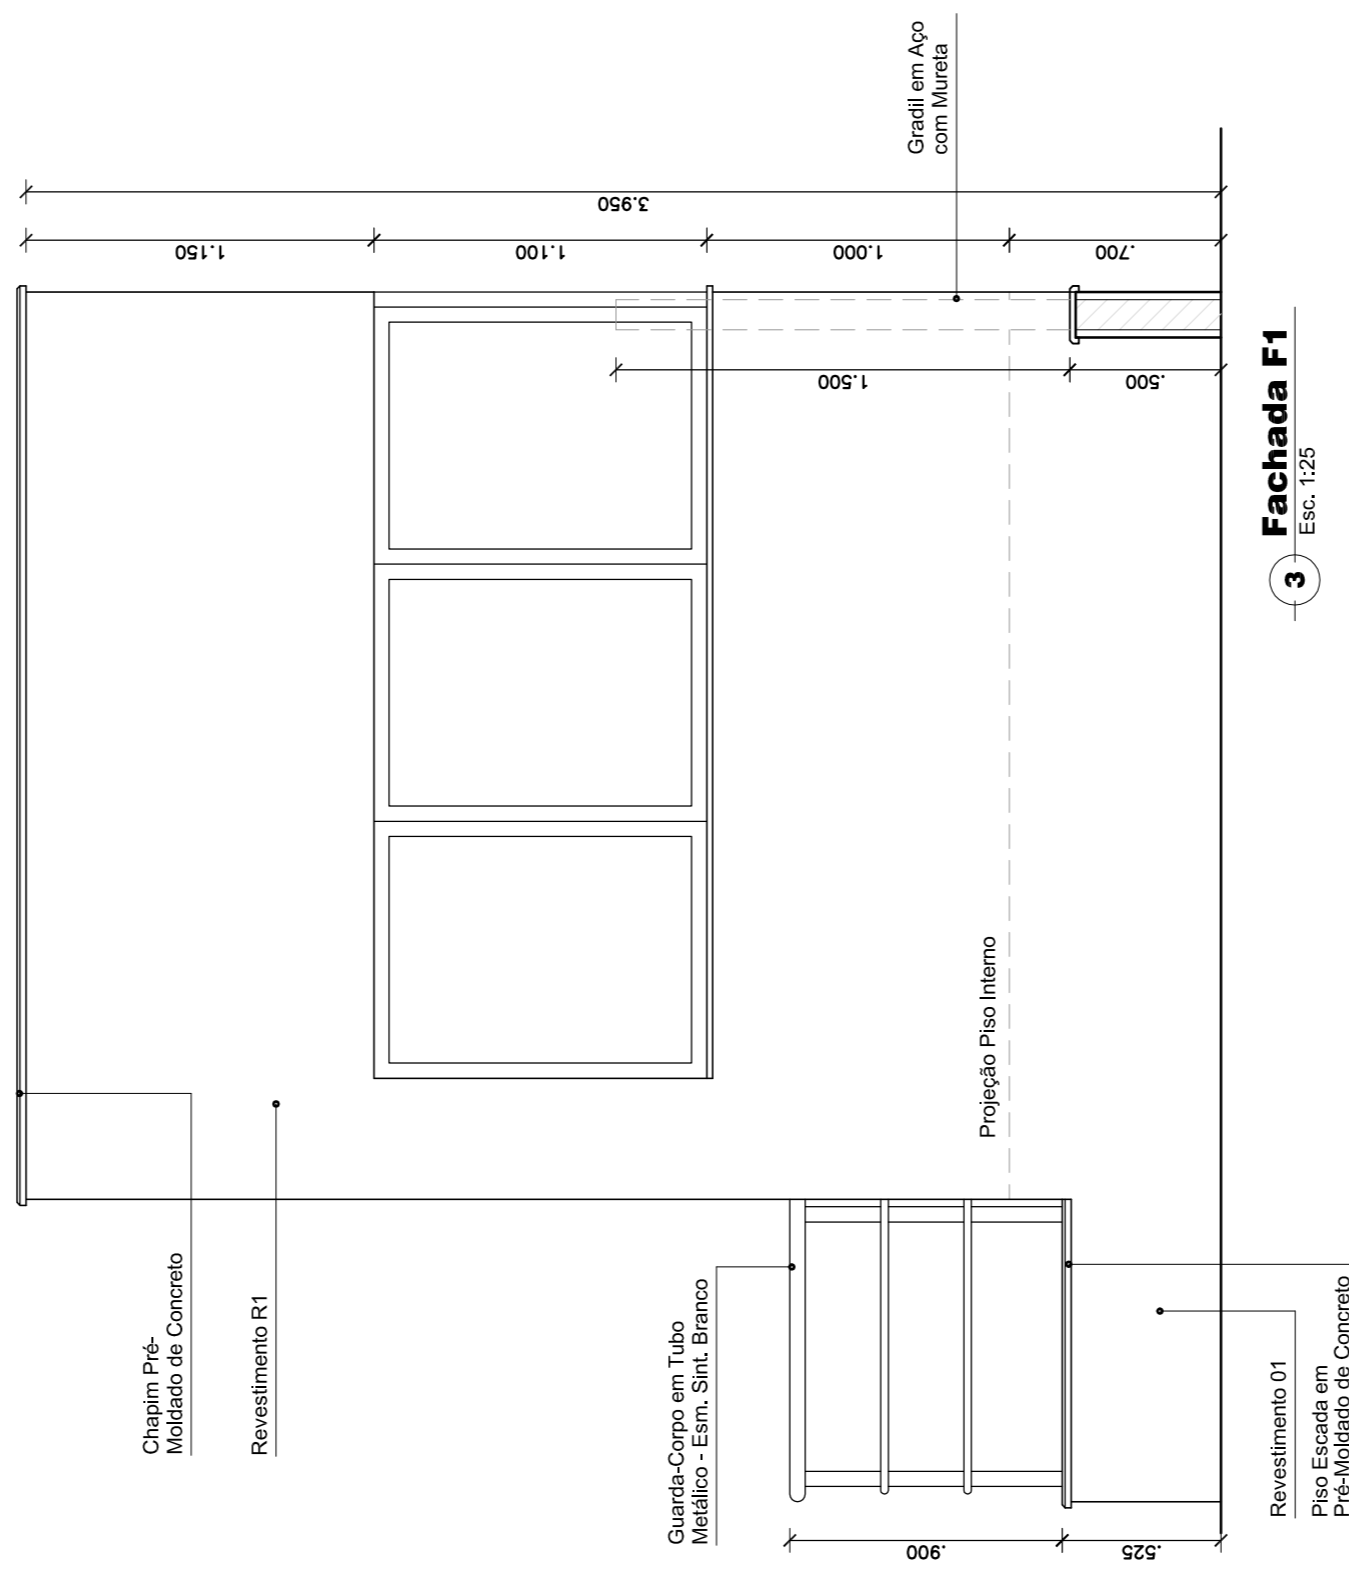 Chapim Pré-
Moldado de Concreto
Revestimento R1
Guarda-Corpo em Tubo
Metálico - Esm. Sint. Branco
Projeção Piso Interno
Gradil em Aço
com Mureta
Revestimento 01
Piso Escada em
Pré-Moldado de Concreto
3.950
1.150
1.100
1.000
.700
1.500
.500
.900
.525
3
Fachada F1
Esc. 1:25